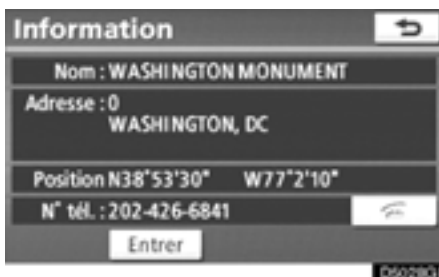 Information
Nom : WASHINGTON MONUMENT
Adresse : 0
WASHINGTON, DC
Position N38°53'30" W77°2'10"
N° tél. : 202-426-6841
Entrer